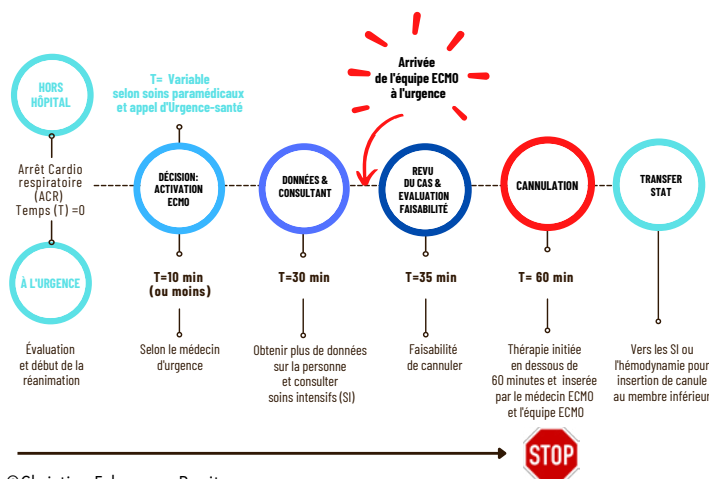 HORS
HÔPITAL
T= Variable
selon soins paramédicaux
et appel d'Urgence-santé
Arrivée
de l'équipe ECMO
à l'urgence
Arrêt Cardio
respiratoire
(ACR)
Temps (T) =0
DÉCISION:
ACTIVATION
ECMO
DONNÉES &
CONSULTANT
REVU
DU CAS &
EVALUATION
FAISABILITÉ
CANNULATION
TRANSFER
STAT
À L'URGENCE
T=10 min
(ou moins)
T=30 min
T=35 min
T= 60 min
Évaluation
et début de la
réanimation
Selon le médecin
d'urgence
Obtenir plus de données
sur la personne
et consulter
soins intensifs (SI)
Faisabilité
de cannuler
Thérapie initiée
en dessous de
60 minutes et inserée
par le médecin ECMO
et l'équipe ECMO
Vers les SI ou
l'hémodynamie pour
insertion de canule
au membre inférieur
STOP